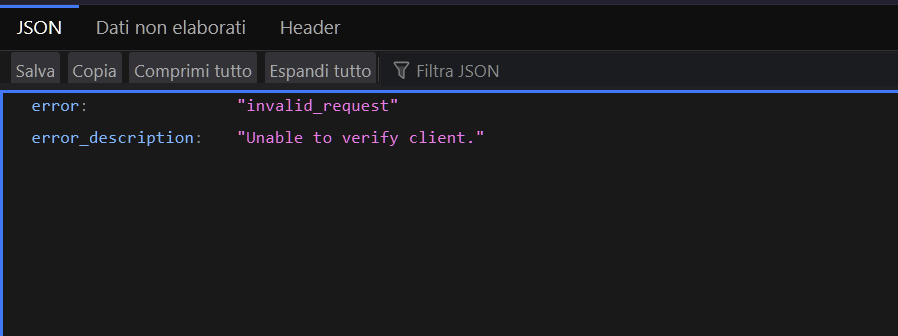 JSON Dati non elaborati Header
Salva Copia Comprimi tutto Espandi tutto Filtra JSON
error: "invalid_request"
error_description: "Unable to verify client."